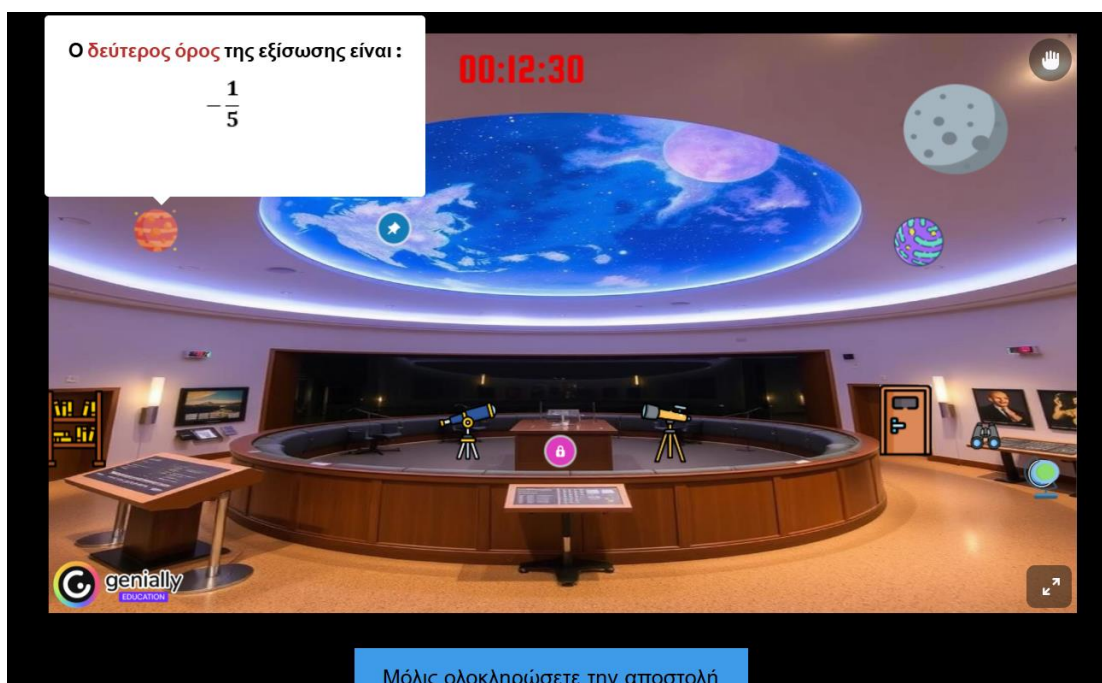 Ο δεύτερος όρος της εξίσωσης είναι :
−1/5
00:12:30
genially
EDUCATION
Μόλις ολοκληρώσετε την αποστολή